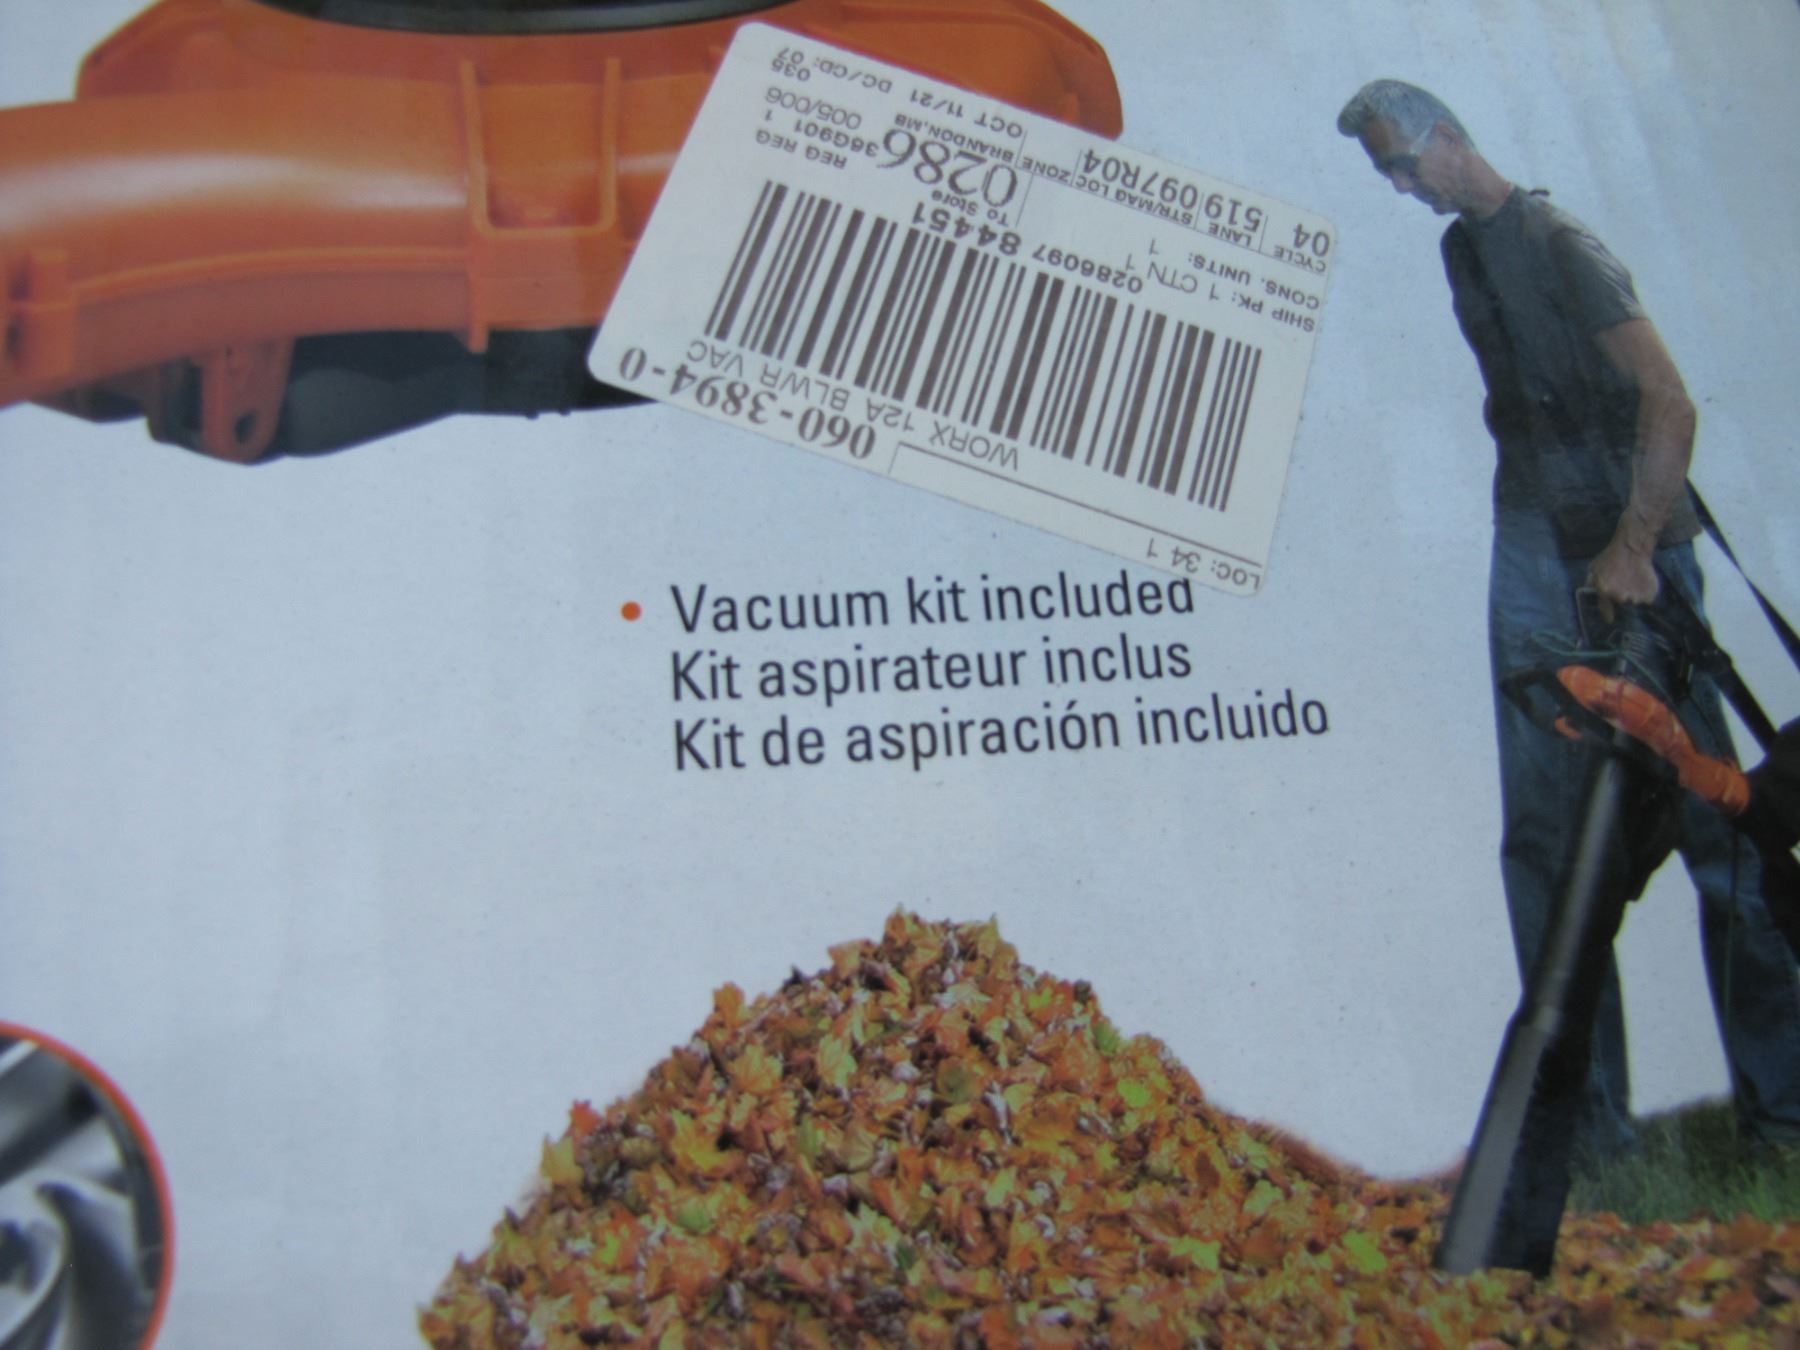 LOC: 34 1
060-3894-0
WORX 12A BLWR VAC
0286097 84451
SHIP PK: 1 CTN 1
CONS. UNITS: 1
To Store
0286
REG REG
36G901 1
CYCLE LANE STR/MAG LOC ZONE BRANDON,MB
005/006
04 519 097R04
OCT 11/21 DC/CD: 07
035
• Vacuum kit included
Kit aspirateur inclus
Kit de aspiración incluido